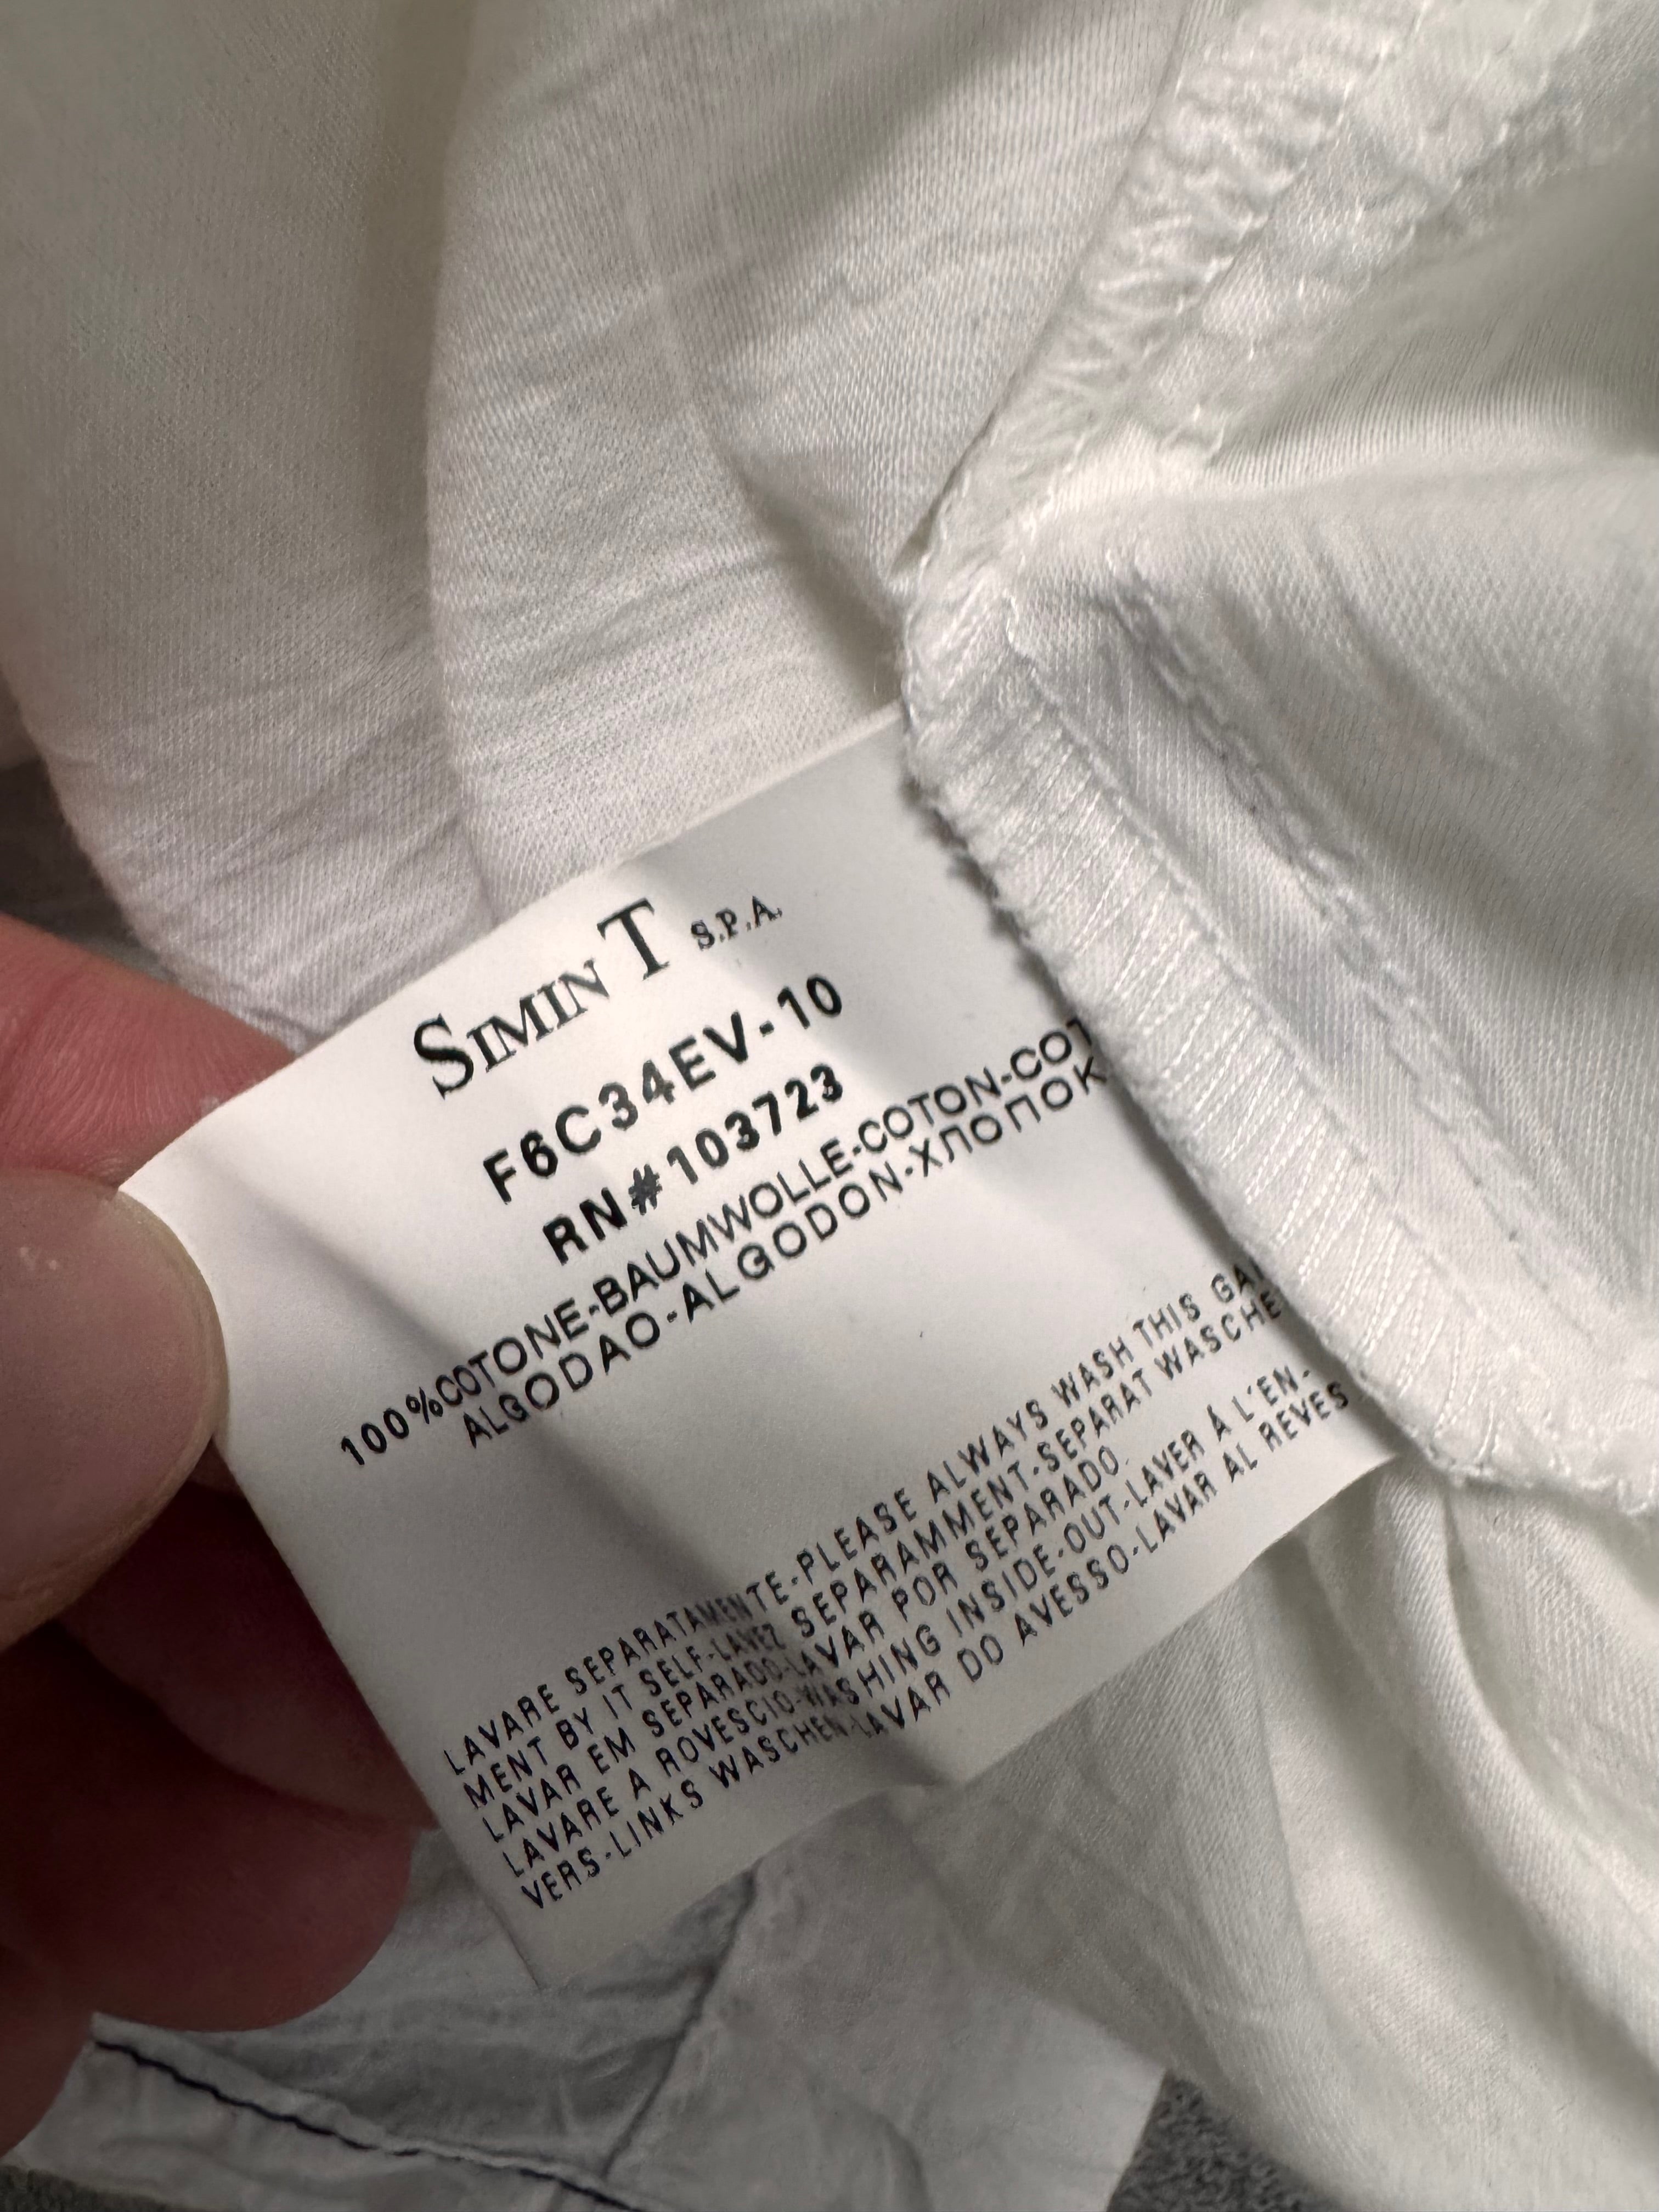 SIMIN T S.P.A.
F6C34EV-10
RN#103723
100%COTONE-BAUMWOLLE-COTON-COT
ALGODAO-ALGODON-ХЛОПОК
LAVARE SEPARATAMENTE-PLEASE ALWAYS WASH THIS GA
MENT BY IT SELF-LAVEZ SEPARAMMENT-SEPARAT WASCHE
LAVAR EM SEPARADO-LAVAR POR SEPARADO.
LAVARE A ROVESCIO-WASHING INSIDE-OUT-LAVER À L'EN-
VERS-LINKS WASCHEN-LAVAR DO AVESSO-LAVAR AL REVES